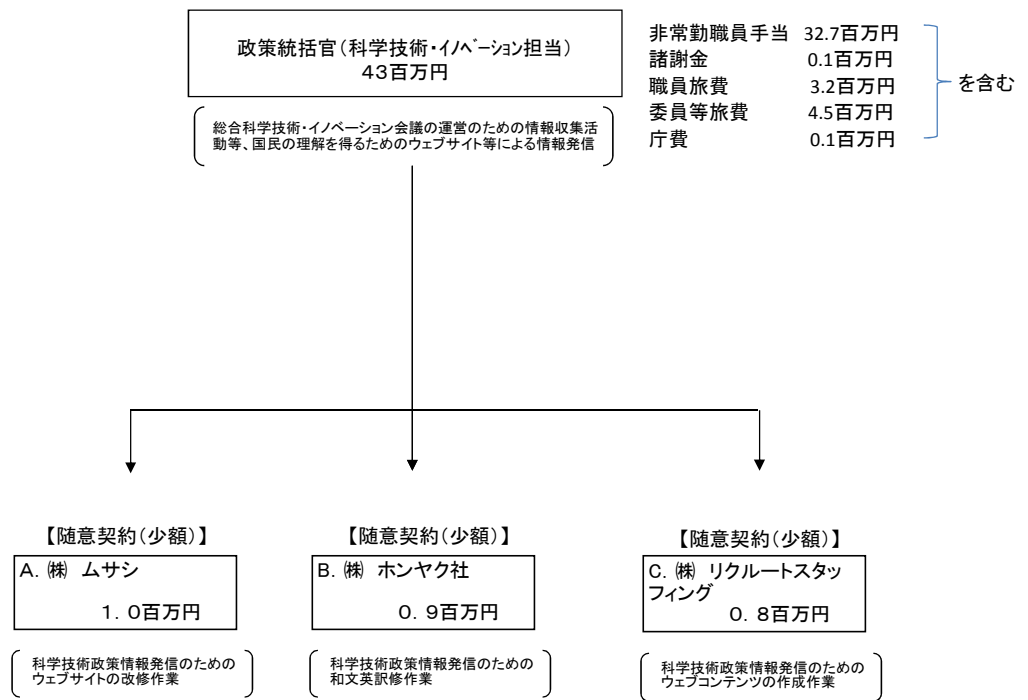 政策統括官(科学技術・イノベーション担当)
43百万円
非常勤職員手当 32.7百万円
諸謝金 0.1百万円
職員旅費 3.2百万円
委員等旅費 4.5百万円
庁費 0.1百万円
を含む
総合科学技術・イノベーション会議の運営のための情報収集活
動等、国民の理解を得るためのウェブサイト等による情報発信
【随意契約(少額)】
A. ㈱ ムサシ
1. 0百万円
科学技術政策情報発信のための
ウェブサイトの改修作業
【随意契約(少額)】
B. ㈱ ホンヤク社
0. 9百万円
科学技術政策情報発信のための
和文英訳修作業
【随意契約(少額)】
C. ㈱ リクルートスタッ
フィング
0. 8百万円
科学技術政策情報発信のための
ウェブコンテンツの作成作業